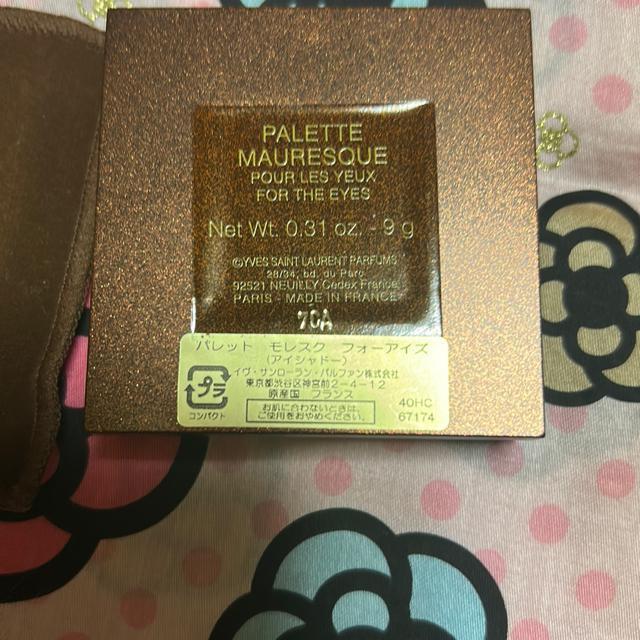 PALETTE
MAURESQUE
POUR LES YEUX
FOR THE EYES
Net Wt. 0.31 oz. - 9 g
©YVES SAINT LAURENT PARFUMS
28/34, bd. du Parc
92521 NEUILLY Cedex France
PARIS - MADE IN FRANCE
7CA
パレット モレスク フォーアイズ
(アイシャドー)
イヴ・サンローラン・パルファン株式会社
東京都渋谷区神宮前2-4-12
原産国 フランス
プラ
コンパクト
お肌に合わないときは、
ご使用をおやめください。
40HC
67174